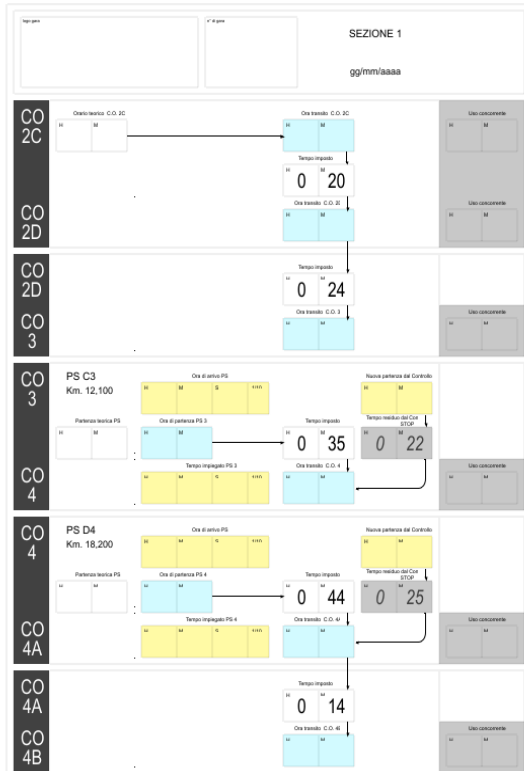 logo gara
n° di gara
SEZIONE 1
gg/mm/aaaa
CO 2C
Orario teorico C.O. 2C
H M
Ora transito C.O. 2C
H M
Uso concorrente
H M
Tempo imposto
H M
0 20
CO 2D
Ora transito C.O. 2D
H M
Uso concorrente
H M
CO 2D
Tempo imposto
H M
0 24
CO 3
Ora transito C.O. 3
H M
Uso concorrente
H M
CO 3
PS C3
Km. 12,100
Ora di arrivo PS
H M S 1/10
Nuova partenza dal Controllo
H M
Partenza teorica PS
H M
Ora di partenza PS 3
H M
Tempo imposto
H M
0 35
Tempo residuo dal Con
STOP
H M
0 22
CO 4
Tempo impiegato PS 3
H M S 1/10
Ora transito C.O. 4
H M
Uso concorrente
H M
CO 4
PS D4
Km. 18,200
Ora di arrivo PS
H M S 1/10
Nuova partenza dal Controllo
H M
Partenza teorica PS
H M
Ora di partenza PS 4
H M
Tempo imposto
H M
0 44
Tempo residuo dal Con
STOP
H M
0 25
CO 4A
Tempo impiegato PS 4
H M S 1/10
Ora transito C.O. 4A
H M
Uso concorrente
H M
CO 4A
Tempo imposto
H M
0 14
CO 4B
Ora transito C.O. 4B
H M
Uso concorrente
H M